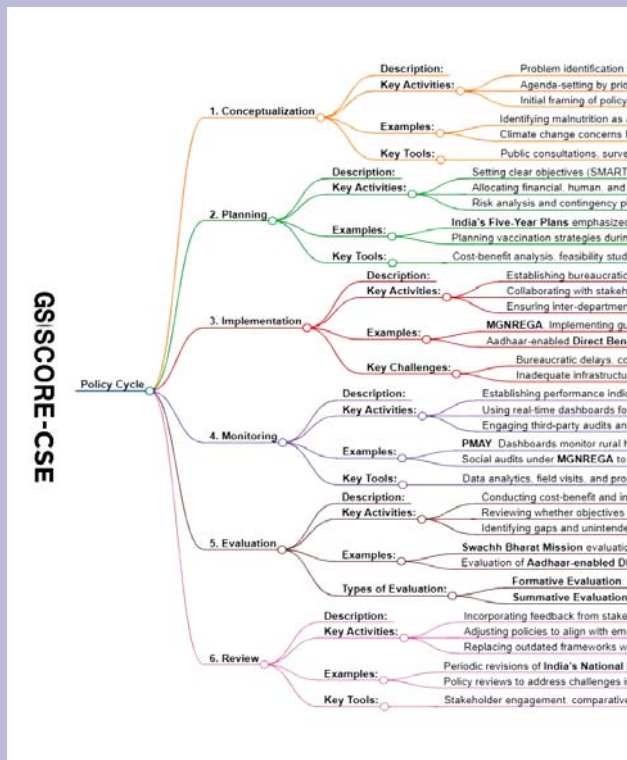 GS|SCORE-CSE
Policy Cycle
1. Conceptualization
Description:
Key Activities:
Problem identification
Agenda-setting by prio
Initial framing of policy
Examples:
Identifying malnutrition as
Climate change concerns
Key Tools:
Public consultations, surve
2. Planning
Description:
Key Activities:
Setting clear objectives (SMART
Allocating financial, human, and
Risk analysis and contingency pl
Examples:
India's Five-Year Plans emphasized
Planning vaccination strategies durin
Key Tools:
Cost-benefit analysis, feasibility stud
3. Implementation
Description:
Key Activities:
Establishing bureaucratic
Collaborating with stakeh
Ensuring inter-departmen
Examples:
MGNREGA Implementing gu
Aadhaar-enabled Direct Ben
Key Challenges:
Bureaucratic delays, co
Inadequate infrastructu
4. Monitoring
Description:
Key Activities:
Establishing performance indic
Using real-time dashboards fo
Engaging third-party audits an
Examples:
PMAY Dashboards monitor rural h
Social audits under MGNREGA to
Key Tools:
Data analytics, field visits, and pro
5. Evaluation
Description:
Key Activities:
Conducting cost-benefit and im
Reviewing whether objectives
Identifying gaps and unintende
Examples:
Swachh Bharat Mission evaluatio
Evaluation of Aadhaar-enabled Di
Types of Evaluation:
Formative Evaluation
Summative Evaluation
6. Review
Description:
Key Activities:
Incorporating feedback from stake
Adjusting policies to align with eme
Replacing outdated frameworks w
Examples:
Periodic revisions of India's National
Policy reviews to address challenges i
Key Tools:
Stakeholder engagement, comparative